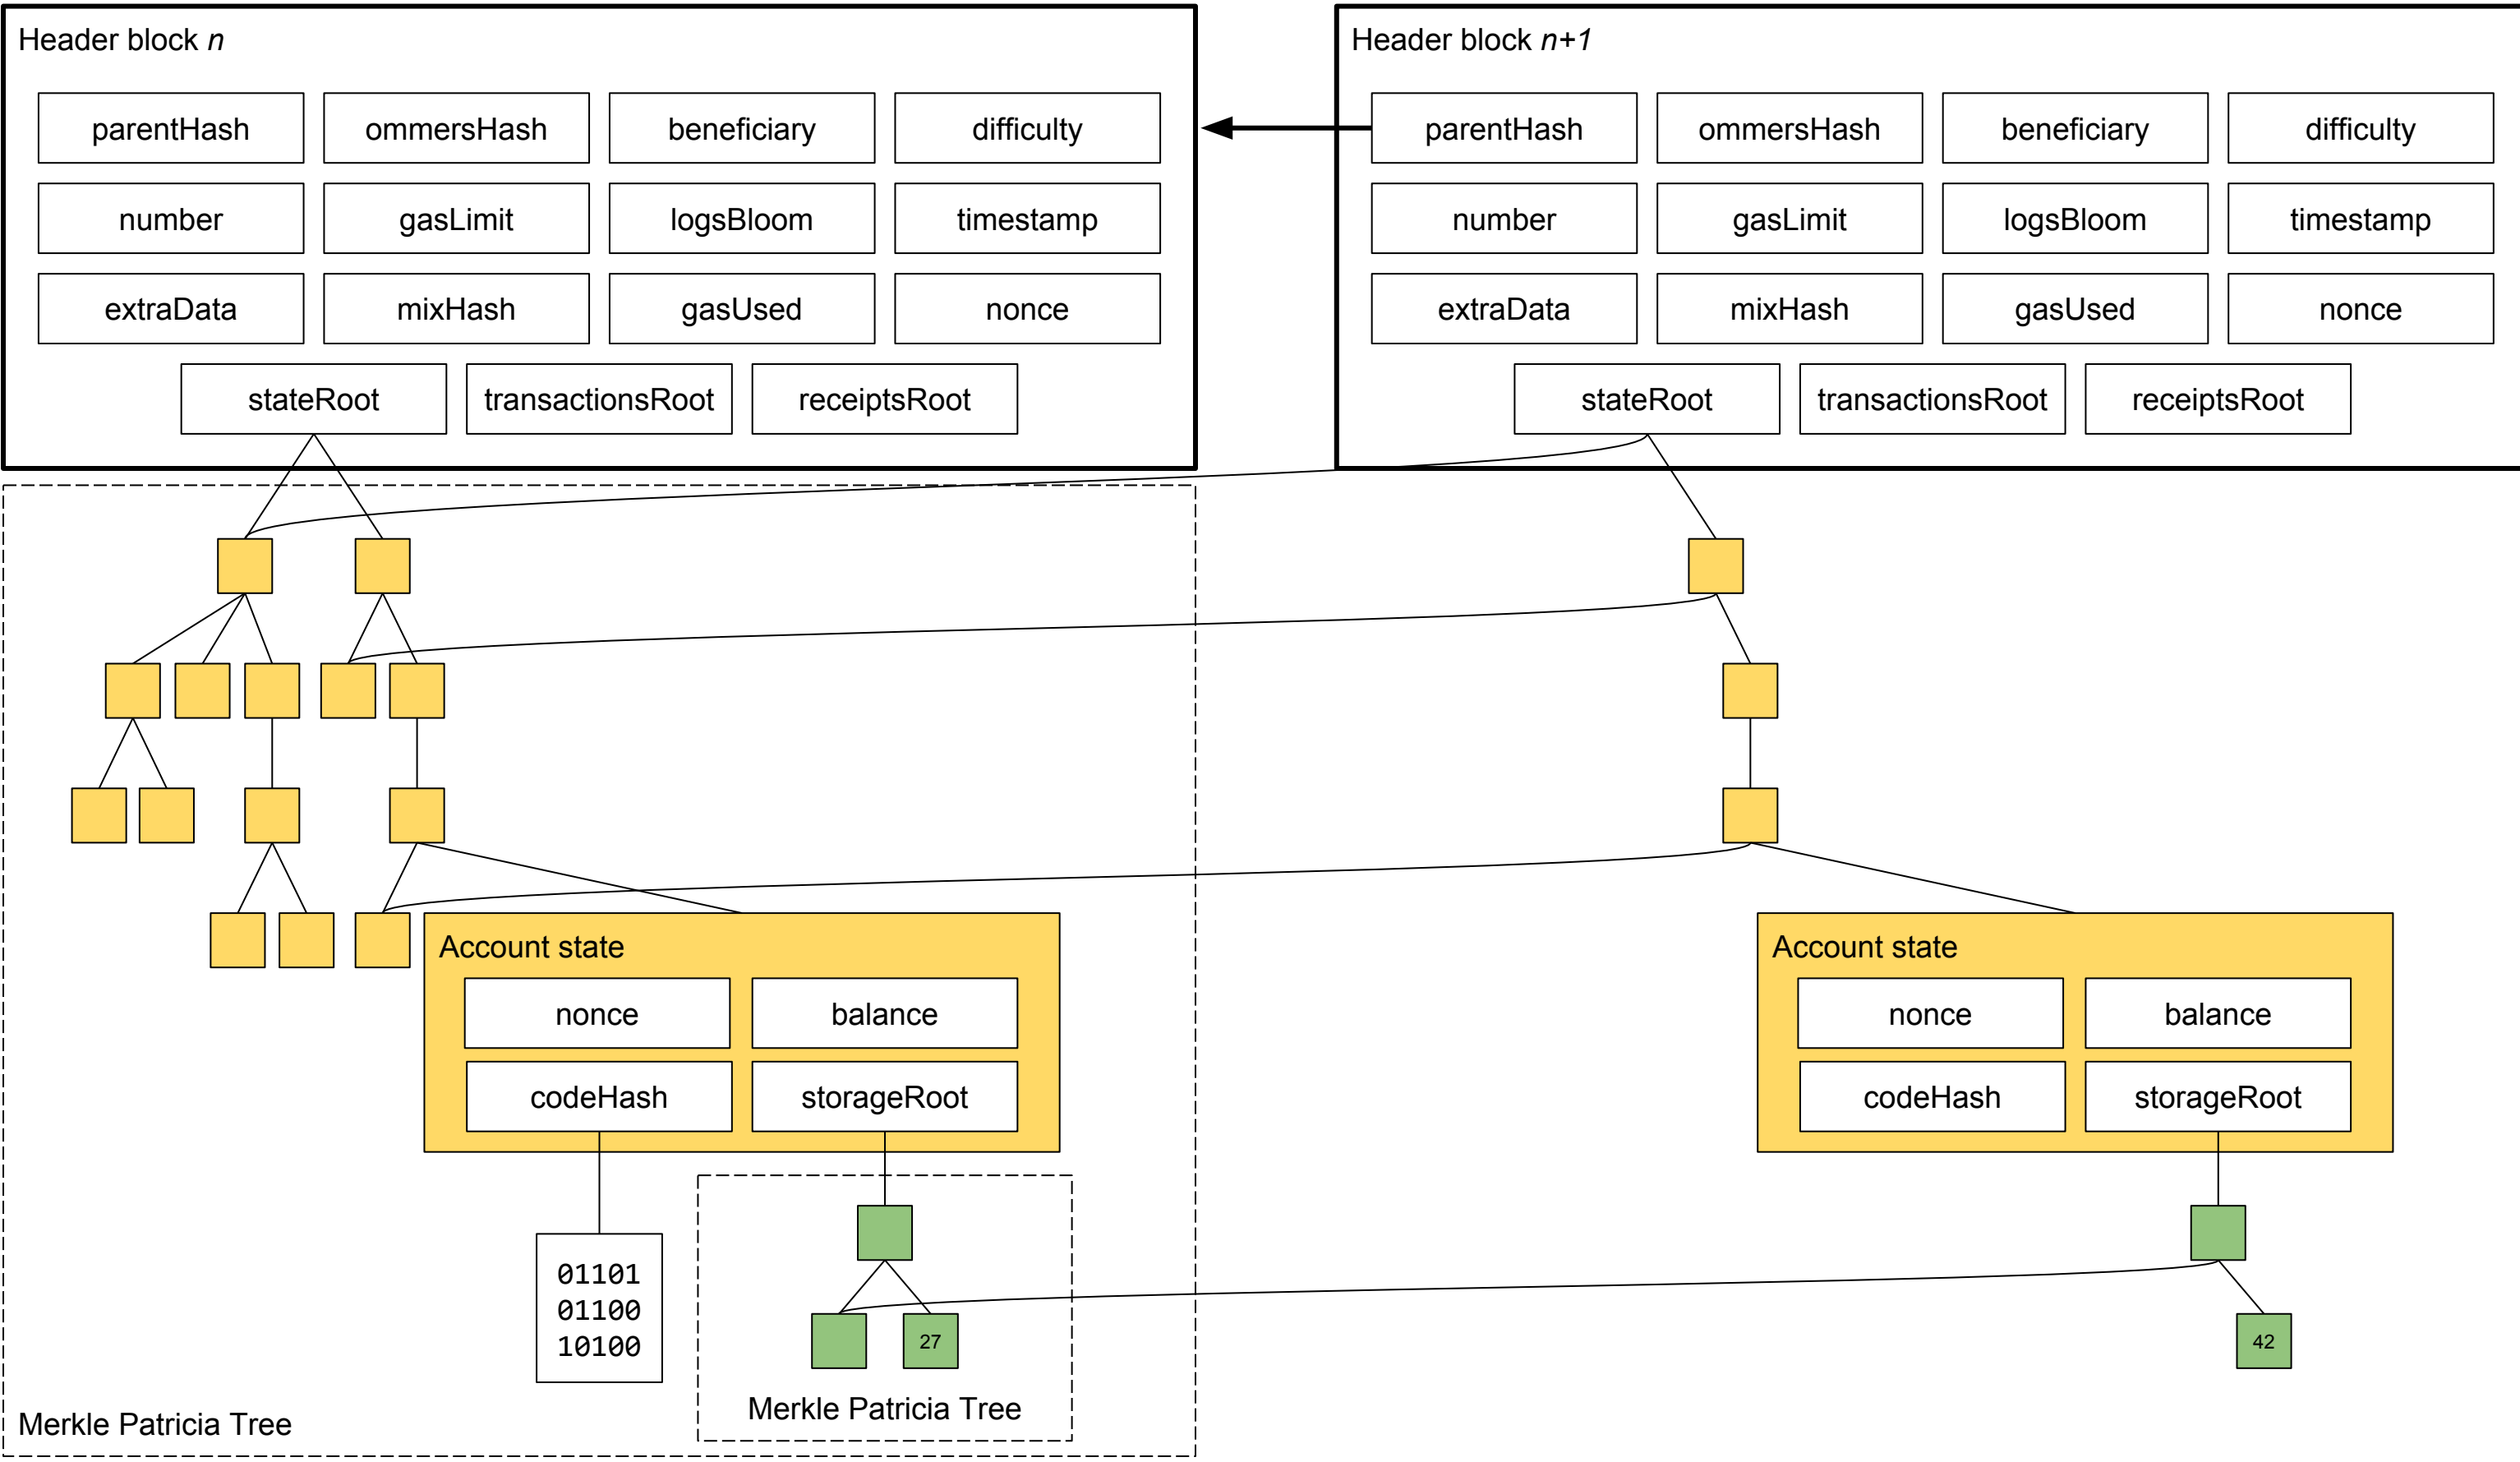 Header block n
parentHash
ommersHash
beneficiary
difficulty
number
gasLimit
logsBloom
timestamp
extraData
mixHash
gasUsed
nonce
stateRoot
transactionsRoot
receiptsRoot
Header block n+1
parentHash
ommersHash
beneficiary
difficulty
number
gasLimit
logsBloom
timestamp
extraData
mixHash
gasUsed
nonce
stateRoot
transactionsRoot
receiptsRoot
Account state
nonce
balance
codeHash
storageRoot
01101
01100
10100
27
Merkle Patricia Tree
Merkle Patricia Tree
Account state
nonce
balance
codeHash
storageRoot
42